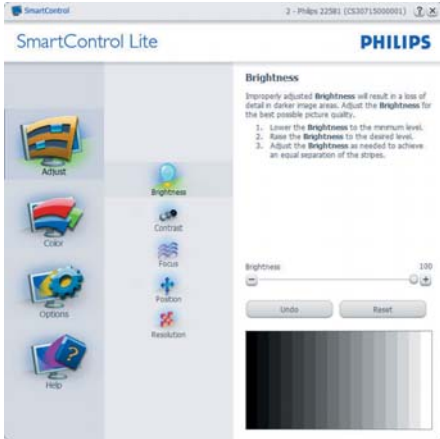 SmartControl
2 - Philips 225B1 (CS30715000001)
SmartControl Lite
PHILIPS
Adjust
Color
Options
Help
Brightness
Contrast
Focus
Position
Resolution
Brightness
Improperly adjusted Brightness will result in a loss of
detail in darker image areas. Adjust the Brightness for
the best possible picture quality.
1. Lower the Brightness to the minimum level.
2. Raise the Brightness to the desired level.
3. Adjust the Brightness as needed to achieve
an equal separation of the stripes.
Brightness 100
Undo Reset